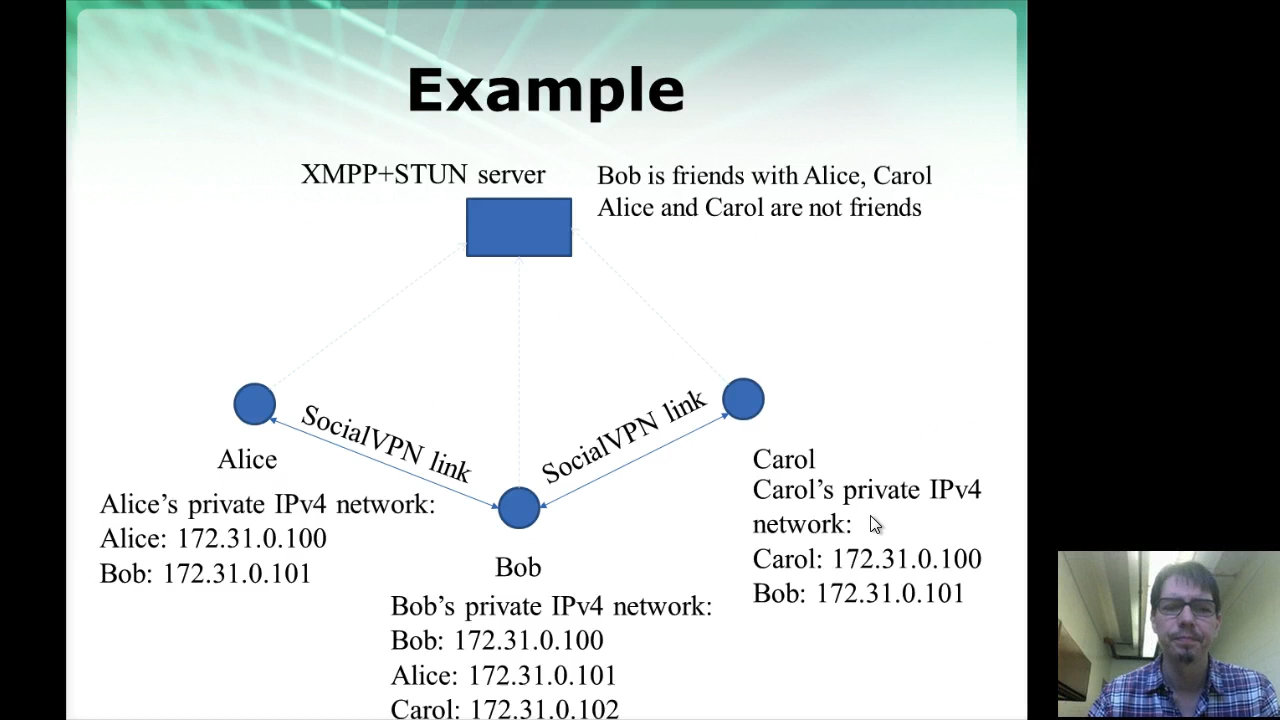 Example
XMPP+STUN server
Bob is friends with Alice, Carol
Alice and Carol are not friends
SocialVPN link
SocialVPN link
Alice
Alice’s private IPv4 network:
Alice: 172.31.0.100
Bob: 172.31.0.101
Bob
Bob’s private IPv4 network:
Bob: 172.31.0.100
Alice: 172.31.0.101
Carol: 172.31.0.102
Carol
Carol’s private IPv4
network:
Carol: 172.31.0.100
Bob: 172.31.0.101